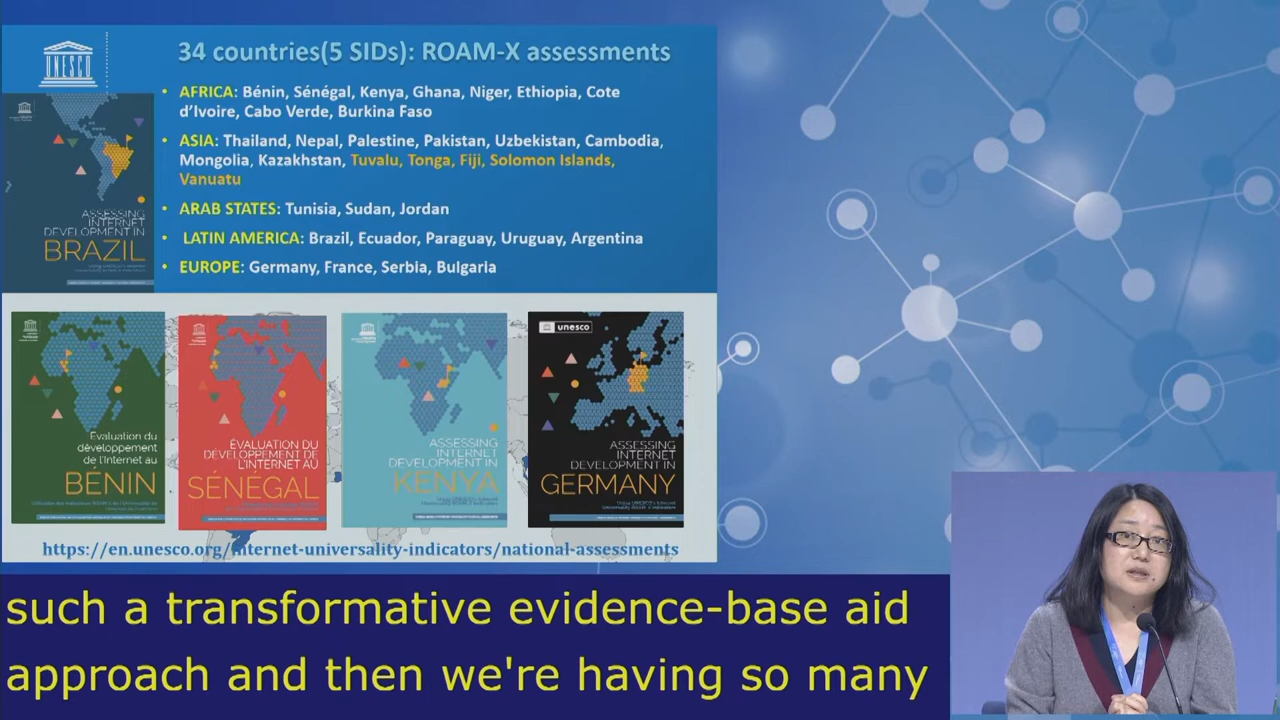 UNESCO
34 countries(5 SIDs): ROAM-X assessments
• AFRICA: Bénin, Sénégal, Kenya, Ghana, Niger, Ethiopia, Cote
d'Ivoire, Cabo Verde, Burkina Faso
• ASIA: Thailand, Nepal, Palestine, Pakistan, Uzbekistan, Cambodia,
Mongolia, Kazakhstan, Tuvalu, Tonga, Fiji, Solomon Islands,
Vanuatu
• ARAB STATES: Tunisia, Sudan, Jordan
• LATIN AMERICA: Brazil, Ecuador, Paraguay, Uruguay, Argentina
• EUROPE: Germany, France, Serbia, Bulgaria
ASSESSING
INTERNET
DEVELOPMENT IN
BRAZIL
Évaluation du
développement
de l'Internet au
BÉNIN
ÉVALUATION DU
DÉVELOPPEMENT DE
L'INTERNET AU
SÉNÉGAL
ASSESSING
INTERNET
DEVELOPMENT IN
KENYA
unesco
ASSESSING
INTERNET
DEVELOPMENT IN
GERMANY
https://en.unesco.org/internet-universality-indicators/national-assessments
such a transformative evidence-base aid
approach and then we're having so many